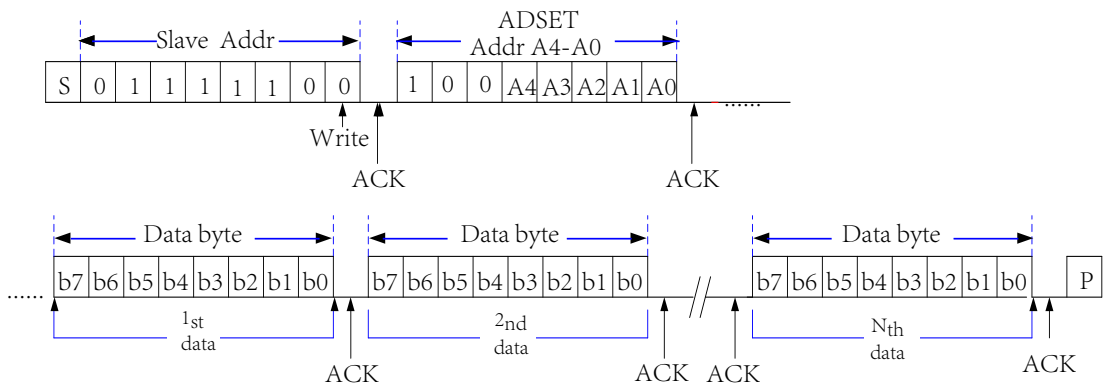 Slave Addr
ADSET
Addr A4-A0
S 0 1 1 1 1 1 0 0
1 0 0 A4 A3 A2 A1 A0
......
Write
ACK
ACK
Data byte
Data byte
Data byte
...... b7 b6 b5 b4 b3 b2 b1 b0
b7 b6 b5 b4 b3 b2 b1 b0
//
b7 b6 b5 b4 b3 b2 b1 b0
P
1st
data
2nd
data
Nth
data
ACK
ACK
ACK
ACK